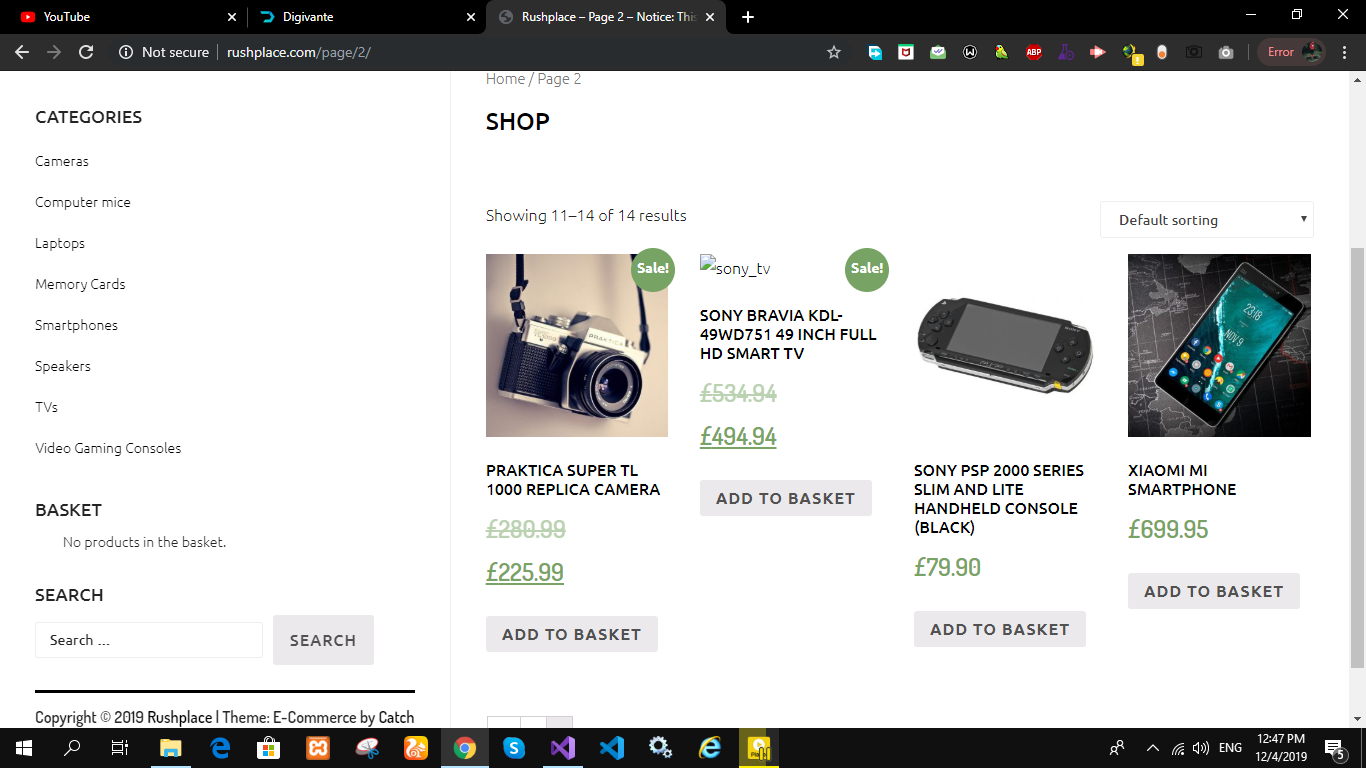 YouTube
Digivante
Rushplace – Page 2 – Notice: This
Not secure
rushplace.com/page/2/
ABP
Error
CATEGORIES
Cameras
Computer mice
Laptops
Memory Cards
Smartphones
Speakers
TVs
Video Gaming Consoles
BASKET
No products in the basket.
SEARCH
Search …
SEARCH
Copyright © 2019 Rushplace | Theme: E-Commerce by Catch
Home / Page 2
SHOP
Showing 11–14 of 14 results
Default sorting
Sale!
PRAKTICA
PRAKTICA SUPER TL
1000 REPLICA CAMERA
£280.99
£225.99
ADD TO BASKET
sony_tv
Sale!
SONY BRAVIA KDL-
49WD751 49 INCH FULL
HD SMART TV
£534.94
£494.94
ADD TO BASKET
SONY
SONY PSP 2000 SERIES
SLIM AND LITE
HANDHELD CONSOLE
(BLACK)
£79.90
ADD TO BASKET
23:18
NOV 9
XIAOMI MI
SMARTPHONE
£699.95
ADD TO BASKET
ENG
12:47 PM
12/4/2019
5